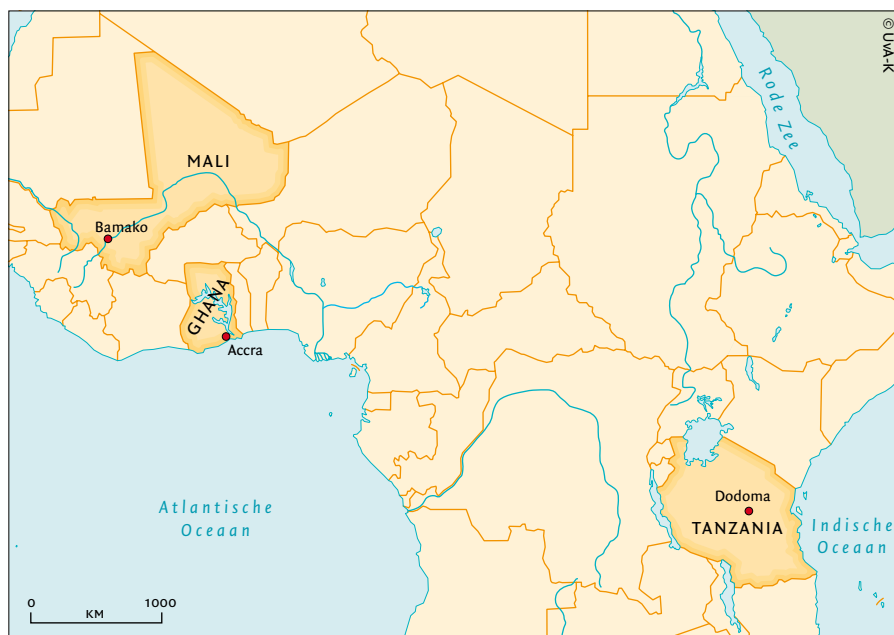 © UvA-K
Rode Zee
MALI
Bamako
GHANA
Accra
Dodoma
TANZANIA
Atlantische
Oceaan
Indische
Oceaan
0 1000
KM